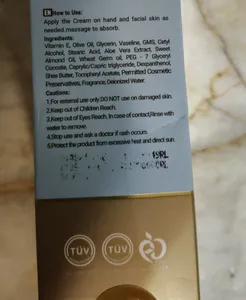 EN How to Use:
Apply the Cream on hand and facial skin as
needed,massage to absorb.
Ingredients:
Vitamin E, Olive Oil, Glycerin, Vaseline, GMS, Cetyl
Alcohol, Stearic Acid, Aloe Vera Extract, Sweet
Almond Oil, Wheat Germ oil, PEG - 7 Glyceryl
Cocoate, Caprylic/Capric triglyceride, Dexpanthenol,
Shea Butter, Tocopheryl Acetate, Permitted Cosmetic
Preservatives, Fragrance, Deionized Water.
Cautions:
1.For external use only DO NOT use on damaged skin.
2.Keep out of Children Reach.
3.Keep out of Eyes Reach. In case of contact,Rinse with
water to remove.
4.Stop use and ask a doctor if rash occurs.
5.Protect the product from excessive heat and direct sun.
TÜV
TÜV